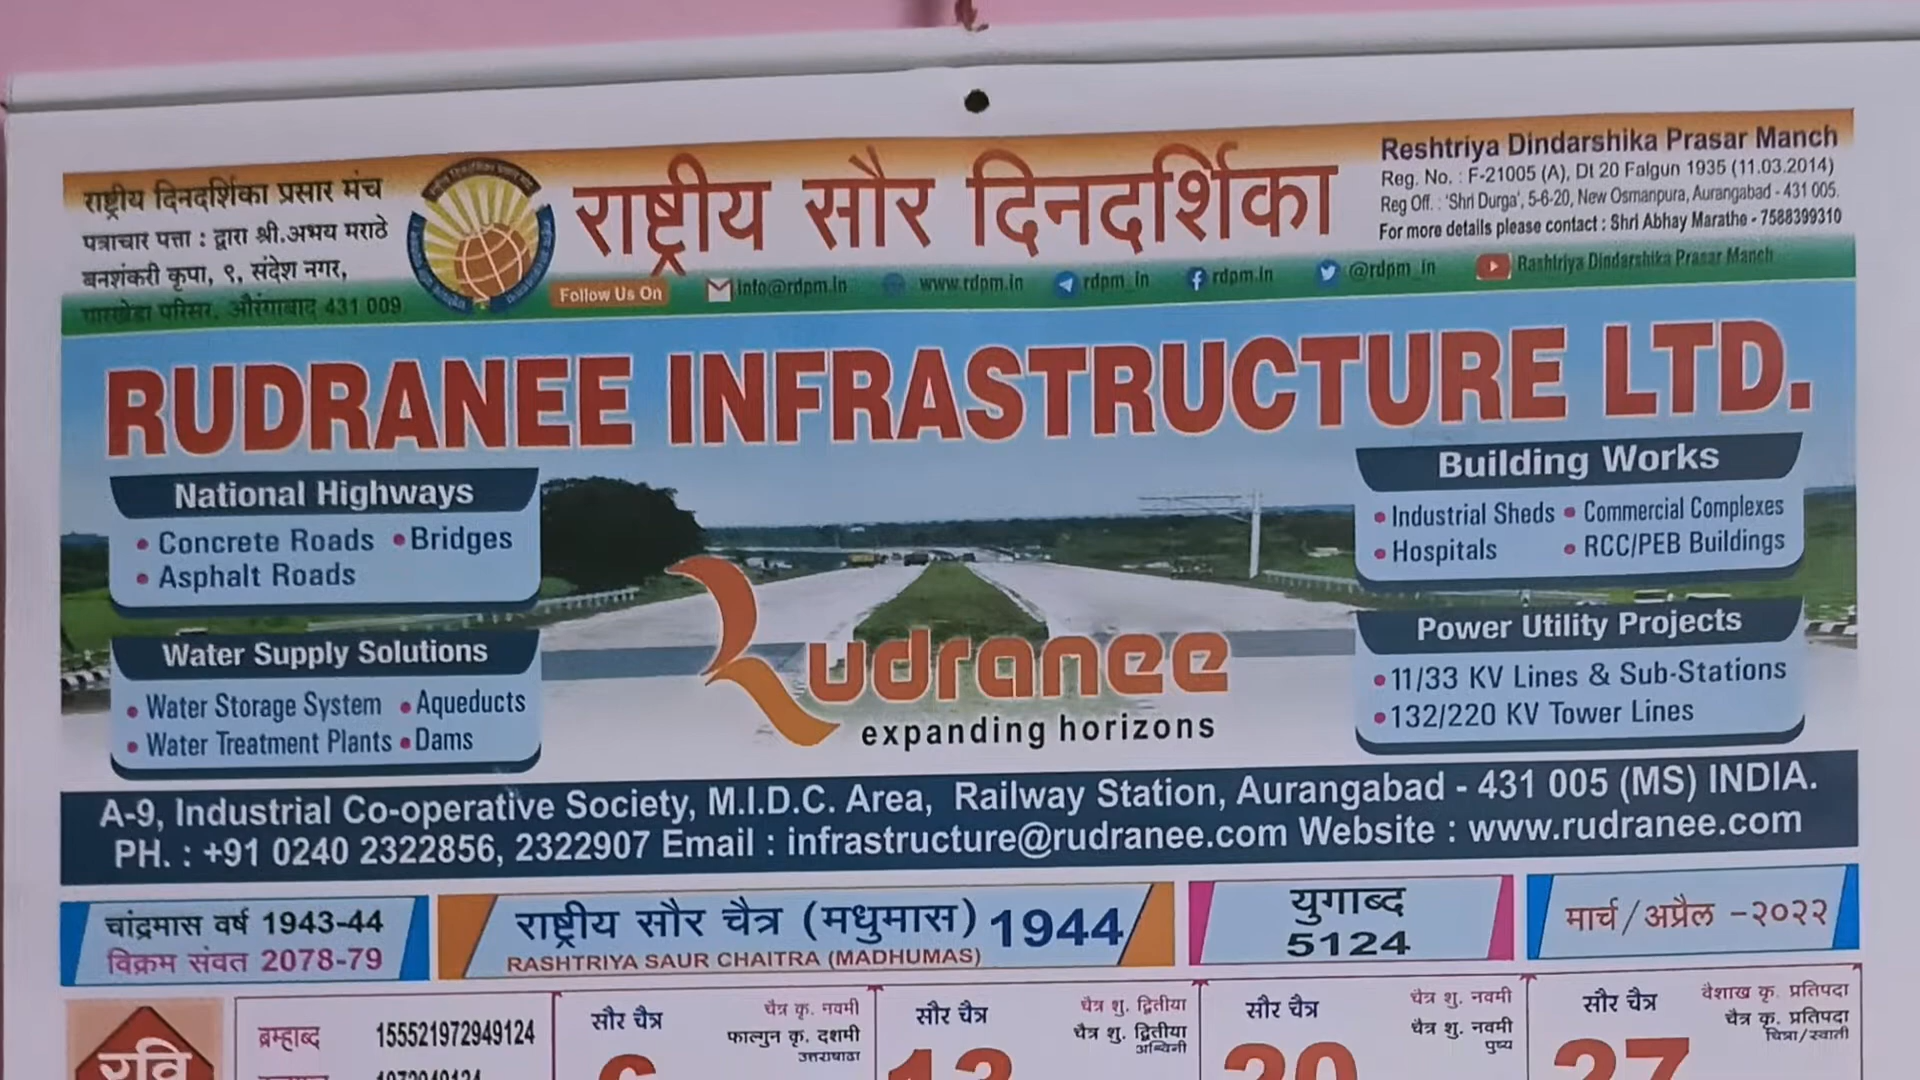 राष्ट्रीय दिनदर्शिका प्रसार मंच
पत्राचार पत्ता : द्वारा श्री.अभय मराठे
बनशंकरी कृपा, ९, संदेश नगर,
पारखेडा परिसर, औरंगाबाद 431 009
राष्ट्रीय सौर दिनदर्शिका
Reshtriya Dindarshika Prasar Manch
Reg. No. : F-21005 (A), Dt 20 Falgun 1935 (11.03.2014)
Reg Off. : 'Shri Durga', 5-6-20, New Osmanpura, Aurangabad - 431 005.
For more details please contact : Shri Abhay Marathe - 7588399310
Follow Us On info@rdpm.in www.rdpm.in rdpm_in rdpm.in @rdpm_in Rashtriya Dindarshika Prasar Manch
RUDRANEE INFRASTRUCTURE LTD.
National Highways
• Concrete Roads • Bridges
• Asphalt Roads
Water Supply Solutions
• Water Storage System • Aqueducts
• Water Treatment Plants • Dams
Rudranee
expanding horizons
Building Works
• Industrial Sheds • Commercial Complexes
• Hospitals • RCC/PEB Buildings
Power Utility Projects
• 11/33 KV Lines & Sub-Stations
• 132/220 KV Tower Lines
A-9, Industrial Co-operative Society, M.I.D.C. Area, Railway Station, Aurangabad - 431 005 (MS) INDIA.
PH. : +91 0240 2322856, 2322907 Email : infrastructure@rudranee.com Website : www.rudranee.com
चांद्रमास वर्ष 1943-44
विक्रम संवत 2078-79
राष्ट्रीय सौर चैत्र (मधुमास) 1944
RASHTRIYA SAUR CHAITRA (MADHUMAS)
युगाब्द
5124
मार्च/अप्रैल -२०२२
रवि
ब्रम्हाब्द 155521972949124
1972949124
सौर चैत्र
चैत्र कृ. नवमी
फाल्गुन कृ. दशमी
उत्तराषाढा
6
सौर चैत्र
चैत्र शु. द्वितीया
चैत्र शु. द्वितीया
अश्विनी
13
सौर चैत्र
चैत्र शु. नवमी
चैत्र शु. नवमी
पुष्य
20
सौर चैत्र
वैशाख कृ. प्रतिपदा
चैत्र कृ. प्रतिपदा
चित्रा/स्वाती
27